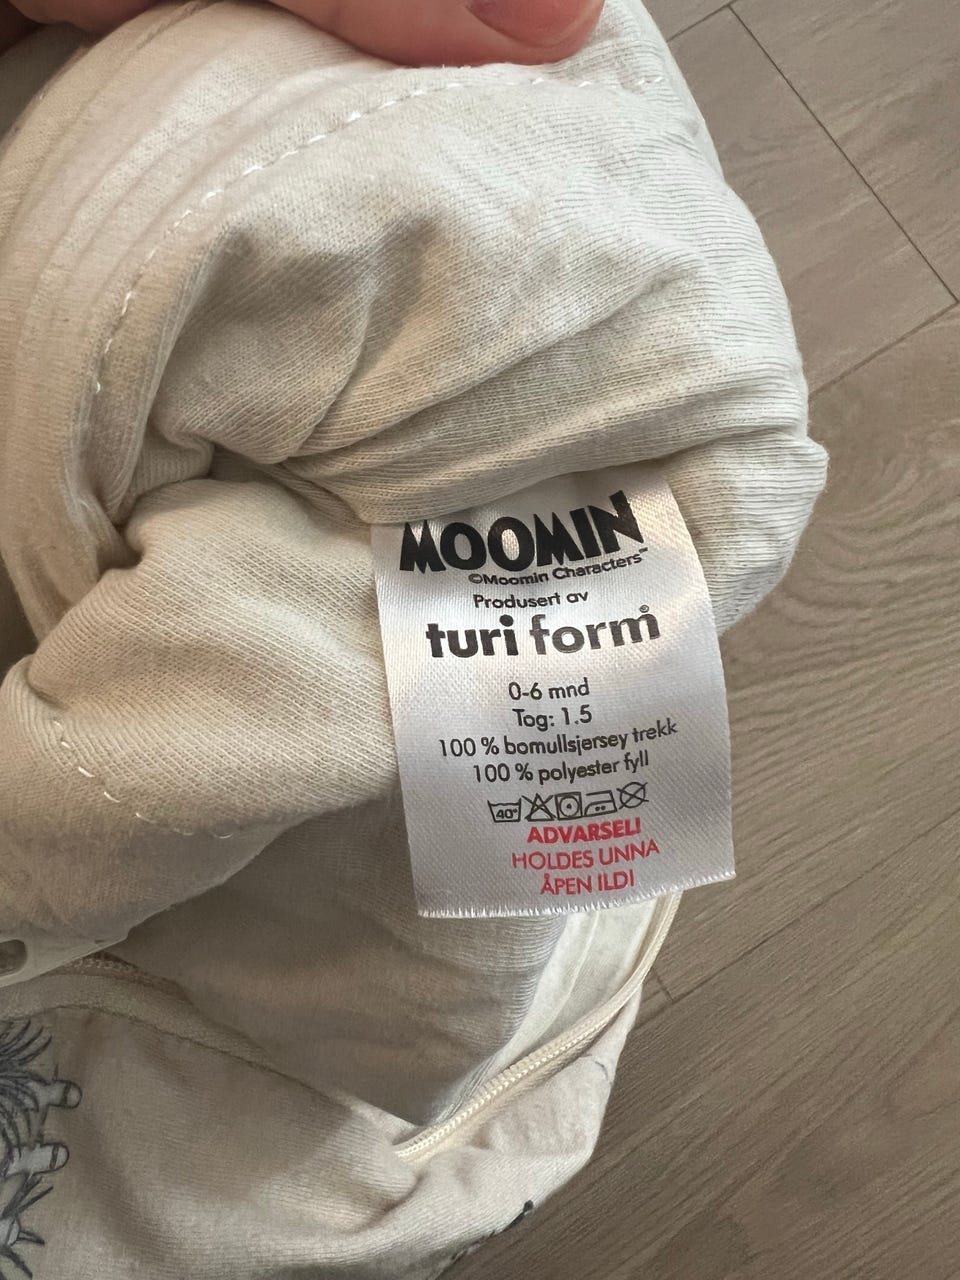 MOOMIN
©Moomin Characters™
Produsert av
turi form®
0-6 mnd
Tog: 1.5
100 % bomullsjersey trekk
100 % polyester fyll
40°
ADVARSEL!
HOLDES UNNA
ÅPEN ILD!